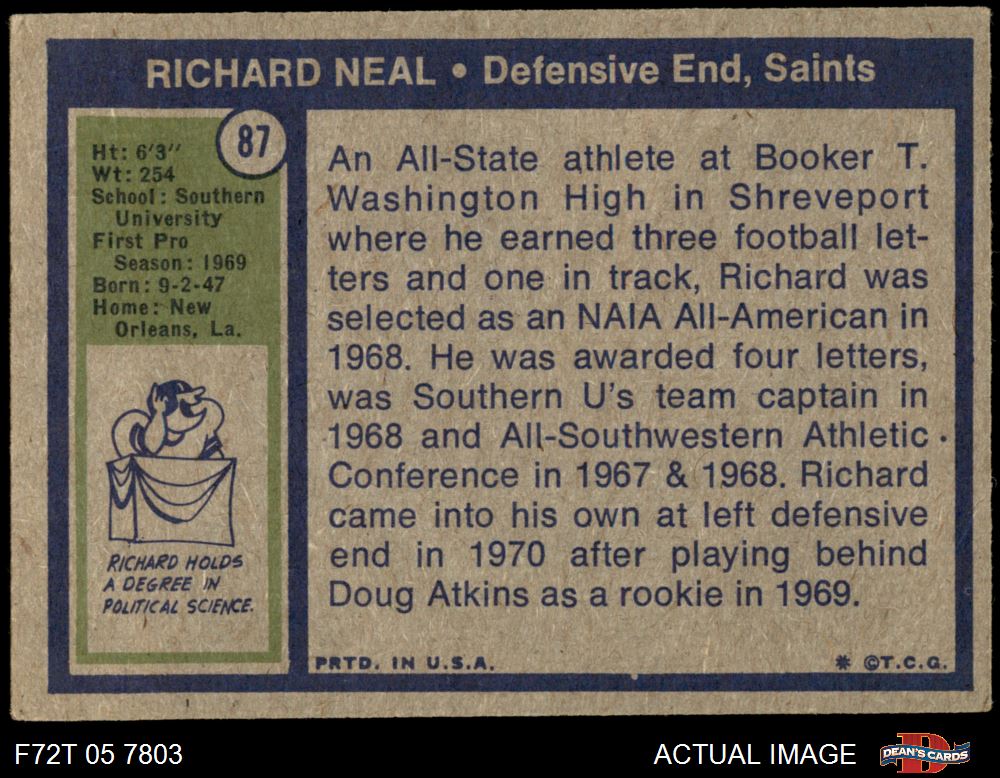 RICHARD NEAL • Defensive End, Saints
87
Ht: 6'3"
Wt: 254
School: Southern
University
First Pro
Season: 1969
Born: 9-2-47
Home: New
Orleans, La.
RICHARD HOLDS
A DEGREE IN
POLITICAL SCIENCE.
An All-State athlete at Booker T.
Washington High in Shreveport
where he earned three football let-
ters and one in track, Richard was
selected as an NAIA All-American in
1968. He was awarded four letters,
was Southern U's team captain in
1968 and All-Southwestern Athletic
Conference in 1967 & 1968. Richard
came into his own at left defensive
end in 1970 after playing behind
Doug Atkins as a rookie in 1969.
PRTD. IN U.S.A.
* ©T.C.G.
F72T 05 7803
ACTUAL IMAGE
D
DEAN'S CARDS